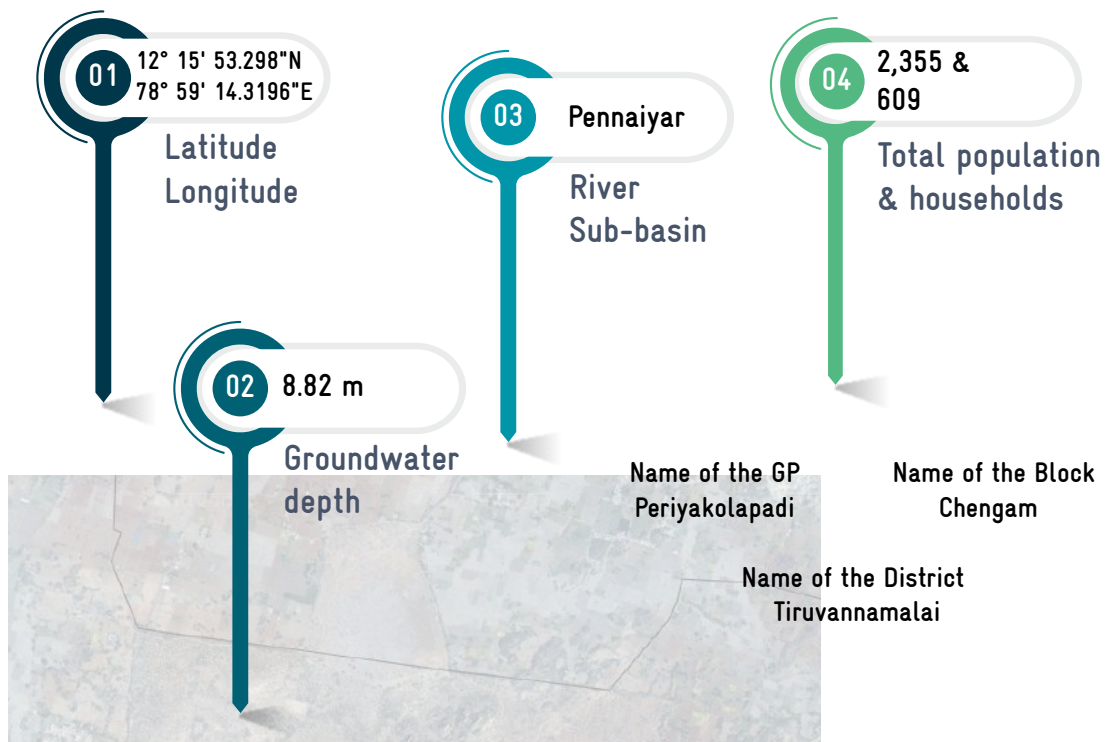 01
12° 15' 53.298"N
78° 59' 14.3196"E
Latitude
Longitude
02
8.82 m
Groundwater
depth
03
Pennaiyar
River
Sub-basin
04
2,355 &
609
Total population
& households
Name of the GP
Periyakolapadi
Name of the Block
Chengam
Name of the District
Tiruvannamalai